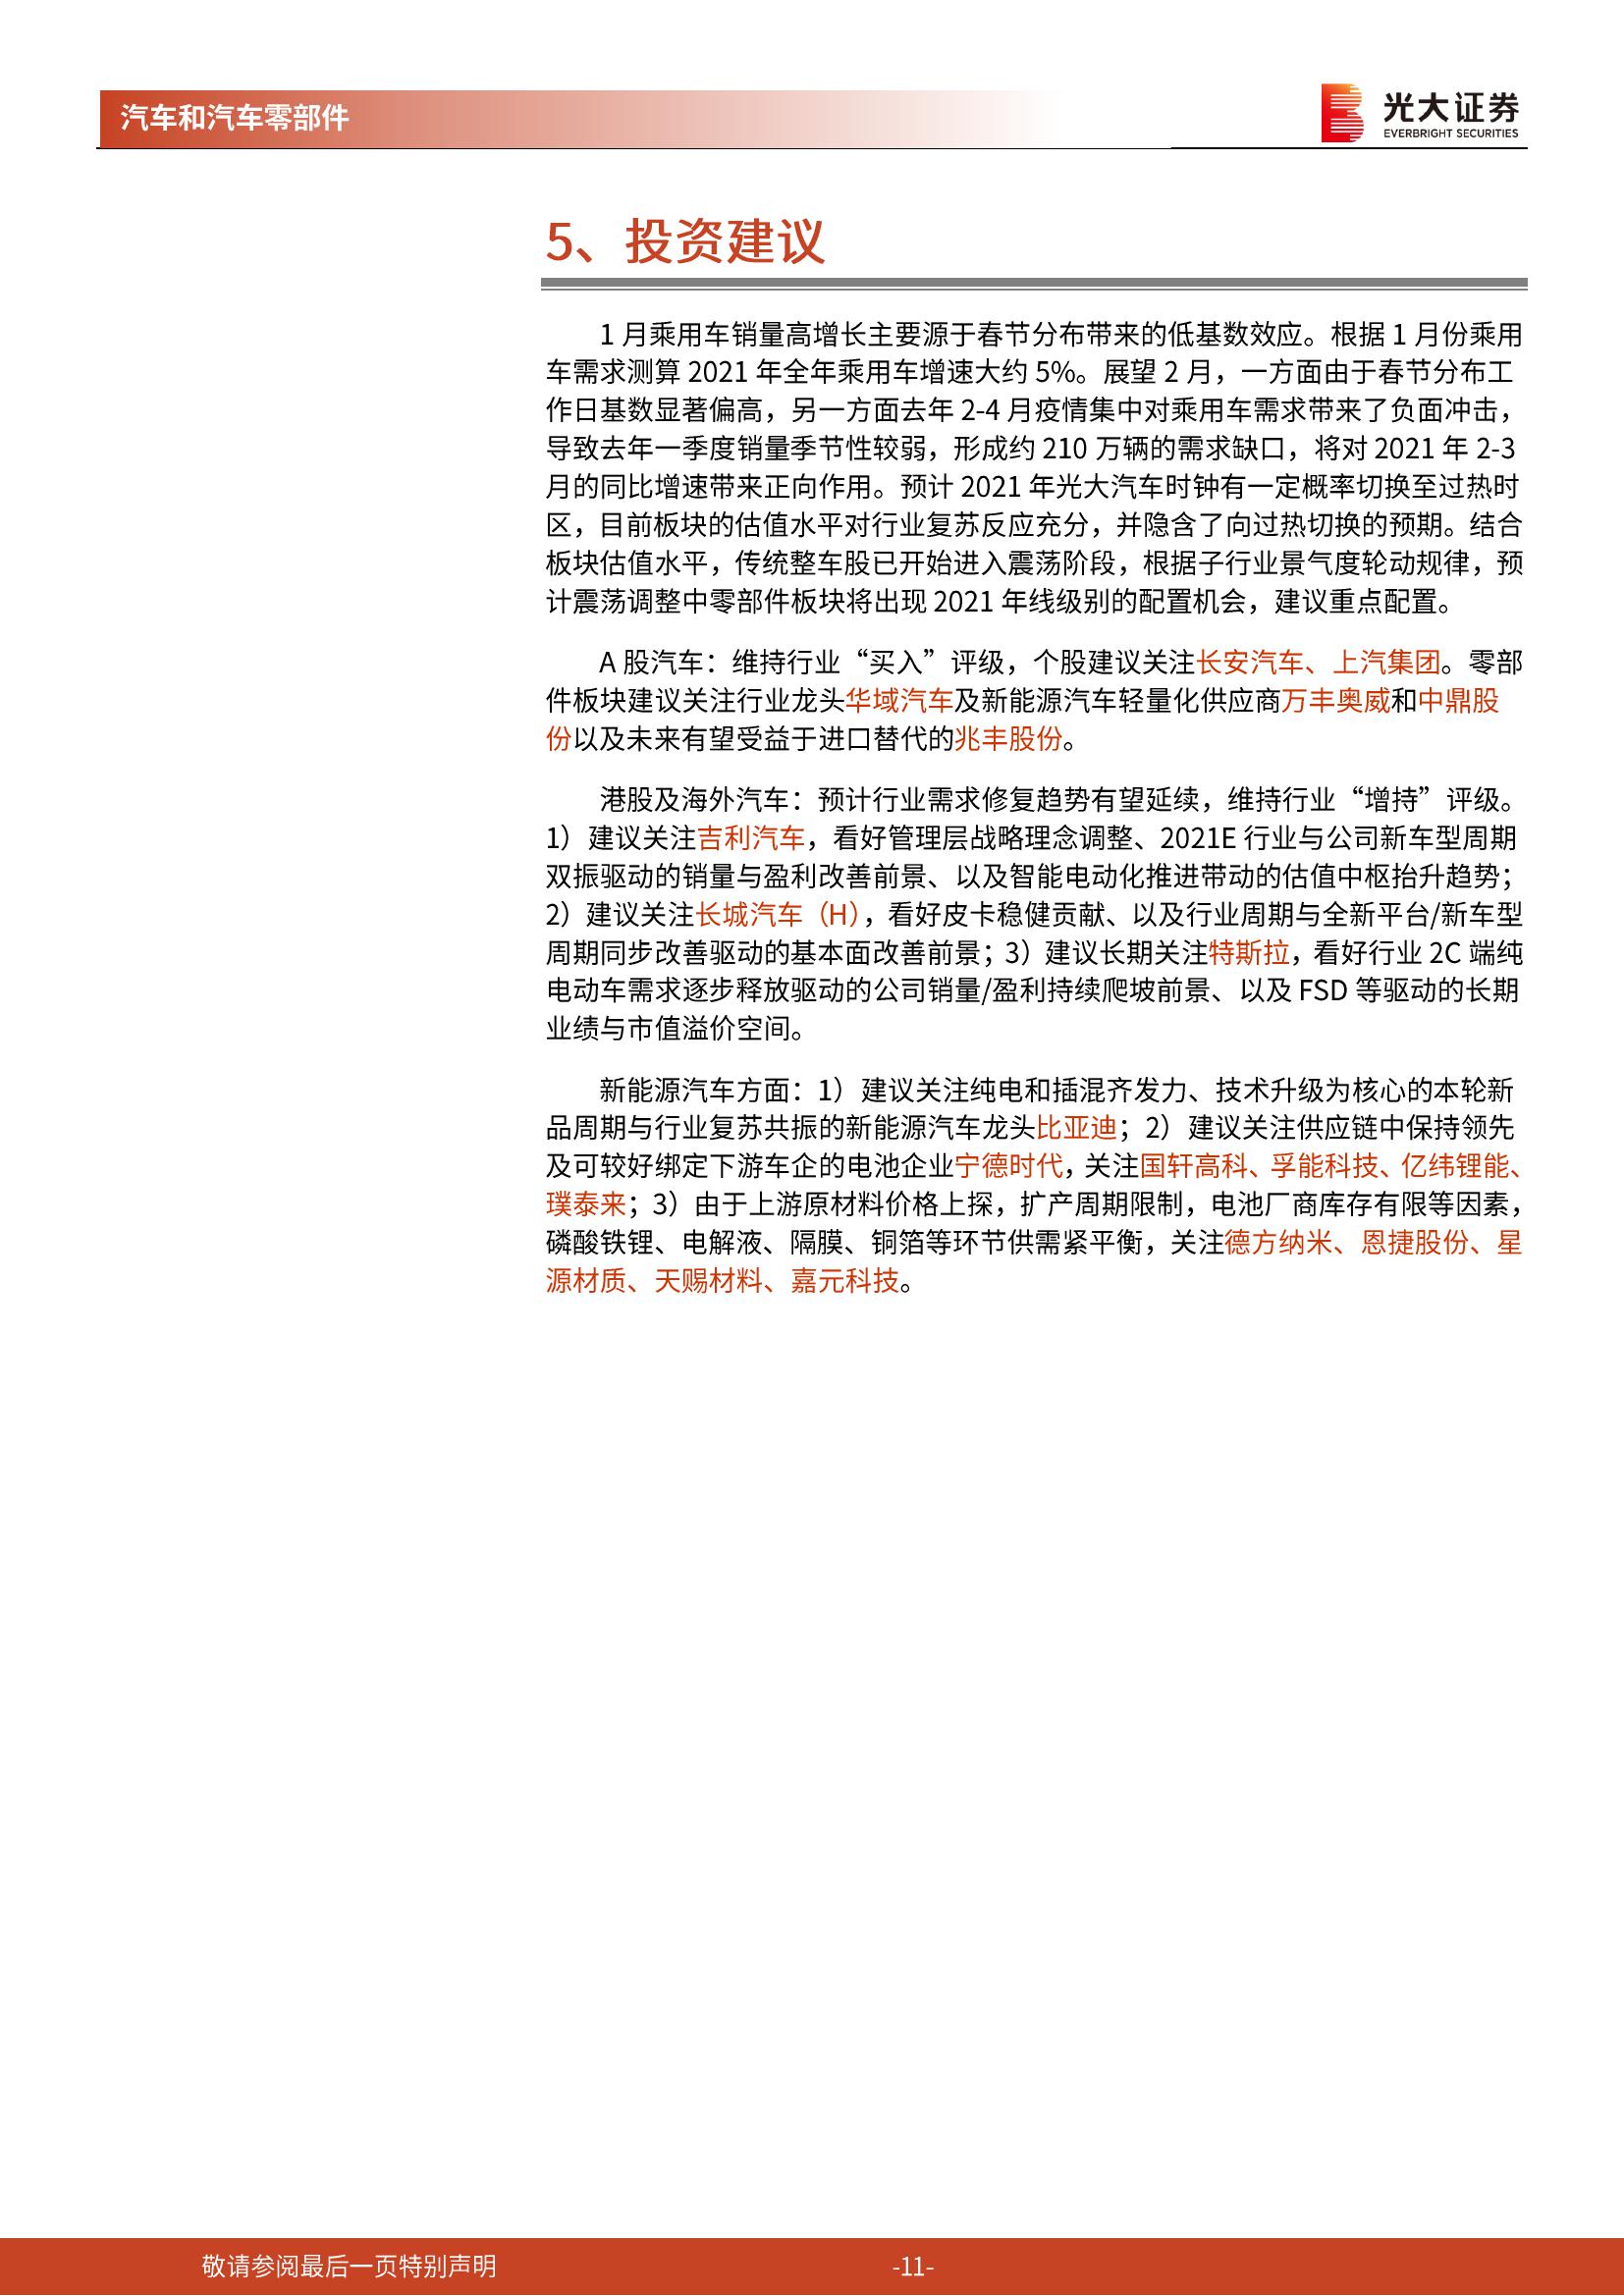 汽车和汽车零部件
光大证券
EVERBRIGHT SECURITIES
5、投资建议
1 月乘用车销量高增长主要源于春节分布带来的低基数效应。根据 1 月份乘用
车需求测算 2021 年全年乘用车增速大约 5%。展望 2 月，一方面由于春节分布工
作日基数显著偏高，另一方面去年 2-4 月疫情集中对乘用车需求带来了负面冲击，
导致去年一季度销量季节性较弱，形成约 210 万辆的需求缺口，将对 2021 年 2-3
月的同比增速带来正向作用。预计 2021 年光大汽车时钟有一定概率切换至过热时
区，目前板块的估值水平对行业复苏反应充分，并隐含了向过热切换的预期。结合
板块估值水平，传统整车股已开始进入震荡阶段，根据子行业景气度轮动规律，预
计震荡调整中零部件板块将出现 2021 年线级别的配置机会，建议重点配置。
A 股汽车：维持行业“买入”评级，个股建议关注长安汽车、上汽集团。零部
件板块建议关注行业龙头华域汽车及新能源汽车轻量化供应商万丰奥威和中鼎股
份以及未来有望受益于进口替代的兆丰股份。
港股及海外汽车：预计行业需求修复趋势有望延续，维持行业“增持”评级。
1）建议关注吉利汽车，看好管理层战略理念调整、2021E 行业与公司新车型周期
双振驱动的销量与盈利改善前景、以及智能电动化推进带动的估值中枢抬升趋势；
2）建议关注长城汽车（H），看好皮卡稳健贡献、以及行业周期与全新平台/新车型
周期同步改善驱动的基本面改善前景；3）建议长期关注特斯拉，看好行业 2C 端纯
电动车需求逐步释放驱动的公司销量/盈利持续爬坡前景、以及 FSD 等驱动的长期
业绩与市值溢价空间。
新能源汽车方面：1）建议关注纯电和插混齐发力、技术升级为核心的本轮新
品周期与行业复苏共振的新能源汽车龙头比亚迪；2）建议关注供应链中保持领先
及可较好绑定下游车企的电池企业宁德时代，关注国轩高科、孚能科技、亿纬锂能、
璞泰来；3）由于上游原材料价格上探，扩产周期限制，电池厂商库存有限等因素，
磷酸铁锂、电解液、隔膜、铜箔等环节供需紧平衡，关注德方纳米、恩捷股份、星
源材质、天赐材料、嘉元科技。
敬请参阅最后一页特别声明
-11-